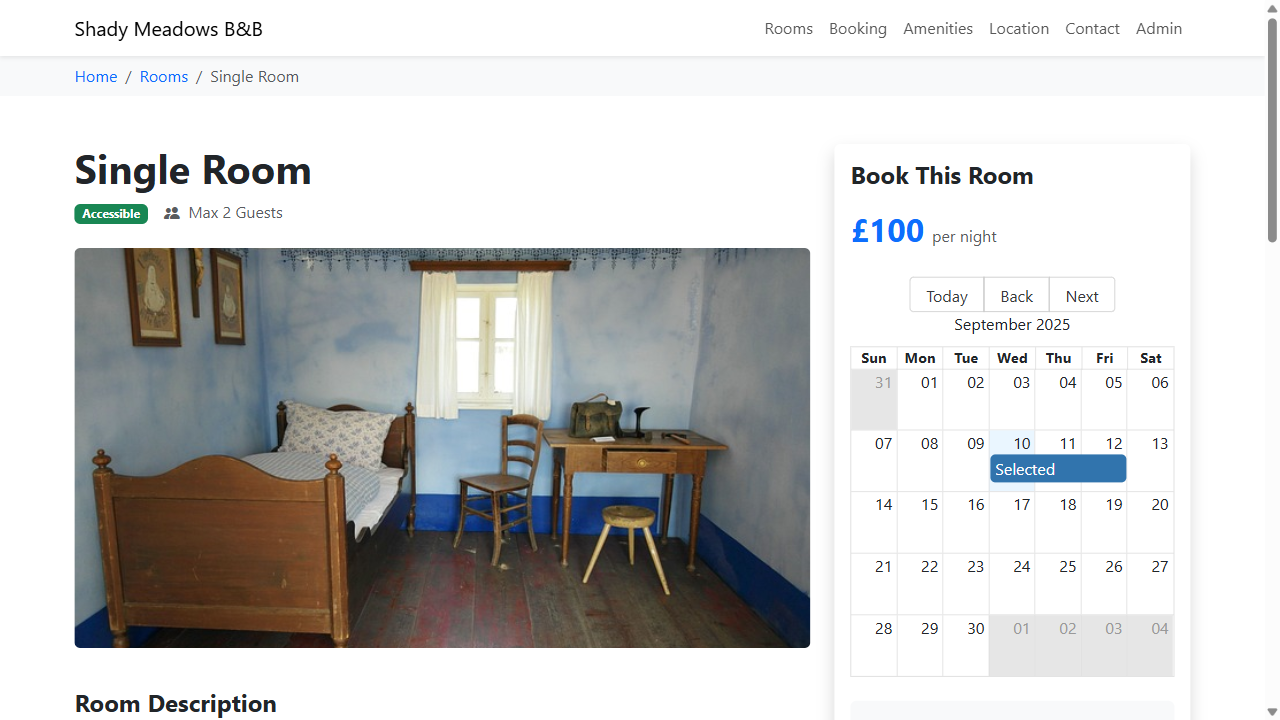 Shady Meadows B&B
Rooms Booking Amenities Location Contact Admin
Home / Rooms / Single Room
Single Room
Accessible Max 2 Guests
Book This Room
£100 per night
Today Back Next
September 2025
Sun Mon Tue Wed Thu Fri Sat
31 01 02 03 04 05 06
07 08 09 10 11 12 13
Selected
14 15 16 17 18 19 20
21 22 23 24 25 26 27
28 29 30 01 02 03 04
Room Description